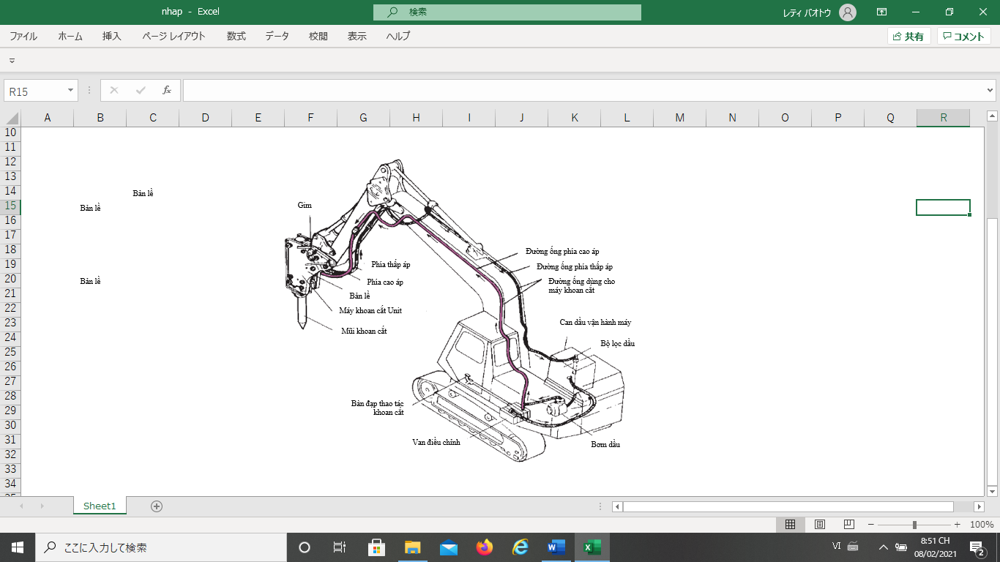 nhap - Excel
検索
レティ バオトウ
ファイル ホーム 挿入 ページ レイアウト 数式 データ 校閲 表示 ヘルプ
共有 コメント
R15
fx
A B C D E F G H I J K L M N O P Q R
10
11
12
13
14
15
16
17
18
19
20
21
22
23
24
25
26
27
28
29
30
31
32
33
34
Bản lề
Bản lề
Gim
Đường ống phía cao áp
Phía thấp áp
Đường ống phía thấp áp
Bản lề
Phía cao áp
Đường ống dùng cho
máy khoan cắt
Bản lề
Máy khoan cắt Unit
Can dầu vận hành máy
Mũi khoan cắt
Bộ lọc dầu
Bản đạp thao tác
khoan cắt
Van điều chỉnh
Bơm dầu
Sheet1
100%
ここに入力して検索
VI
8:51 CH
08/02/2021
2